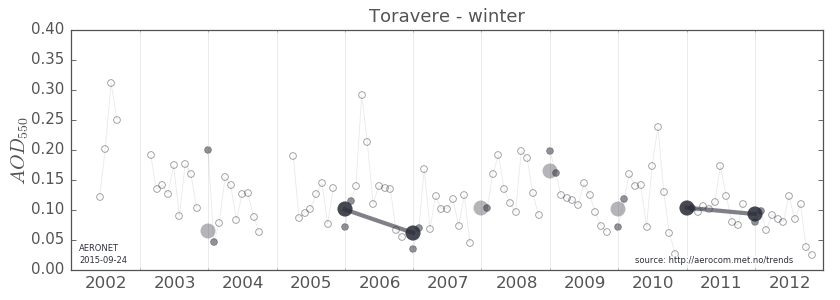 Toravere - winter
0.40
0.35
0.30
0.25
0.20
0.15
0.10
0.05
0.00
AOD550
AERONET
2015-09-24
source: http://aerocom.met.no/trends
2002 2003 2004 2005 2006 2007 2008 2009 2010 2011 2012